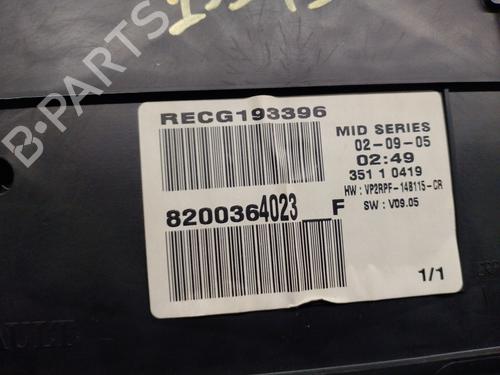 RECG193396
MID SERIES
02-09-05
02:49
351 1 0419
HW : VP2RPF-14B115-CR
SW : V09.05
8200364023__F
1/1
B-PARTS